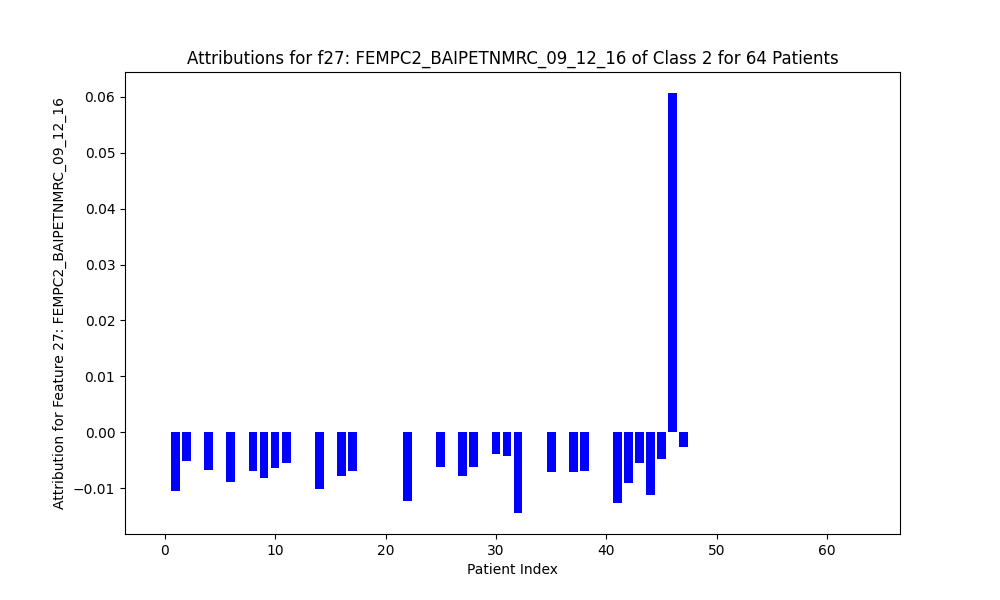 Attributions for f27: FEMPC2_BAIPETNMRC_09_12_16 of Class 2 for 64 Patients
Attribution for Feature 27: FEMPC2_BAIPETNMRC_09_12_16
0.06
0.05
0.04
0.03
0.02
0.01
0.00
−0.01
0 10 20 30 40 50 60
Patient Index